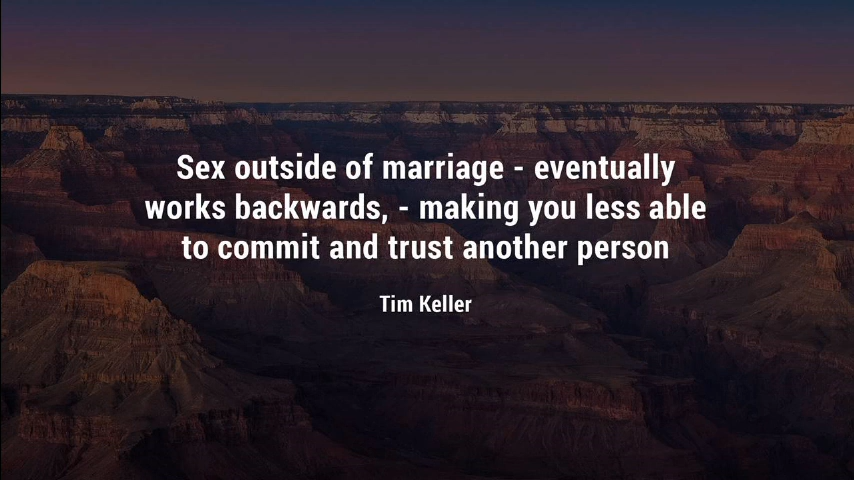 Sex outside of marriage - eventually
works backwards, - making you less able
to commit and trust another person
Tim Keller